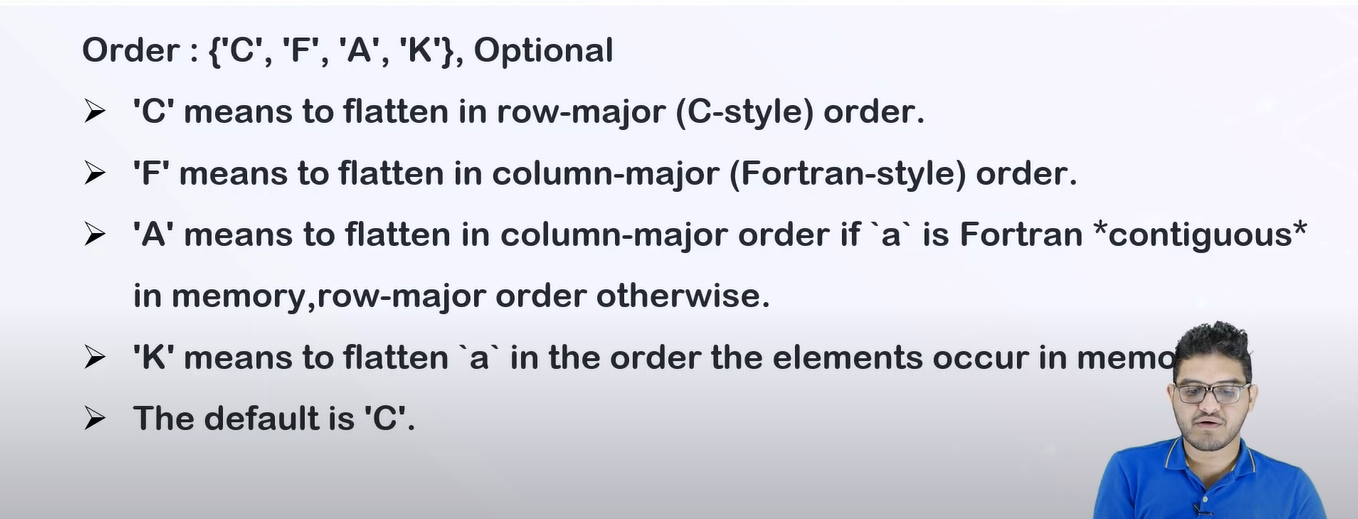 Order : {'C', 'F', 'A', 'K'}, Optional
➢ 'C' means to flatten in row-major (C-style) order.
➢ 'F' means to flatten in column-major (Fortran-style) order.
➢ 'A' means to flatten in column-major order if `a` is Fortran *contiguous*
in memory,row-major order otherwise.
➢ 'K' means to flatten `a` in the order the elements occur in
➢ The default is 'C'.